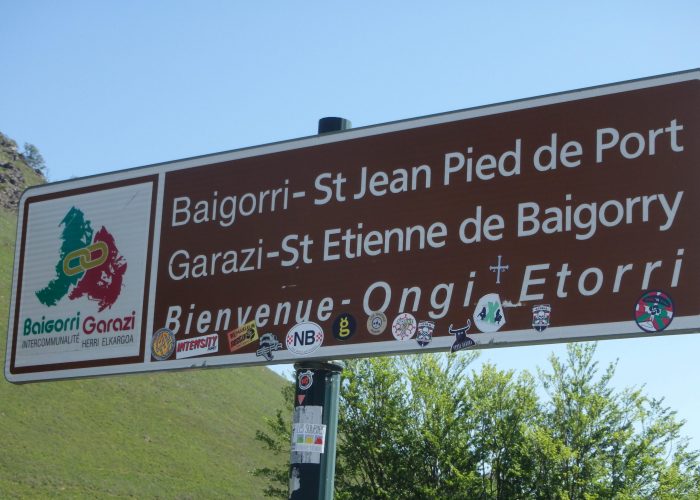 Baigorri - St Jean Pied de Port
Garazi - St Etienne de Baigorry
Bienvenue - Ongi Etorri
Baigorri Garazi
INTERCOMMUNALITÉ HERRI ELKARGOA
INTENSITY
NB
g